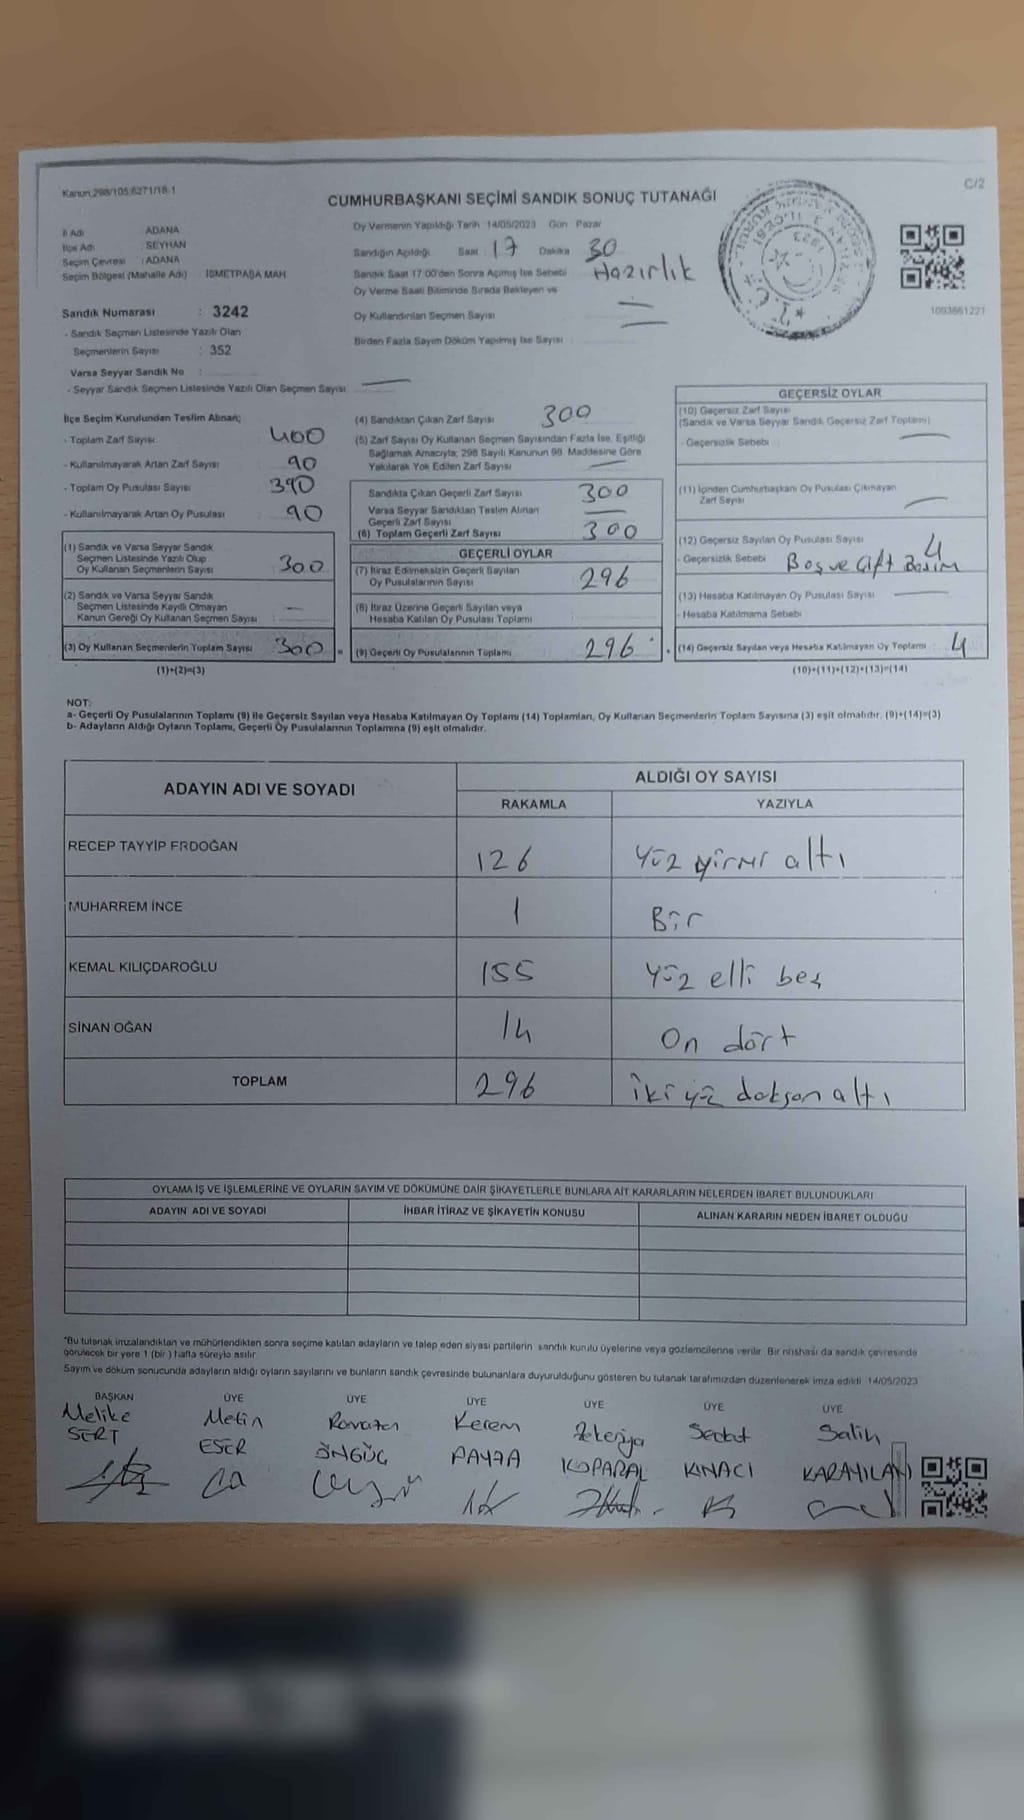 Kanun:298/105;6271/18-1
C/2
CUMHURBAŞKANI SEÇİMİ SANDIK SONUÇ TUTANAĞI
İl Adı ADANA
İlçe Adı : SEYHAN
Seçim Çevresi : ADANA
Seçim Bölgesi (Mahalle Adı) : İSMETPAŞA MAH
Sandık Numarası : 3242
- Sandık Seçmen Listesinde Yazılı Olan
Seçmenlerin Sayısı : 352
Varsa Seyyar Sandık No :
- Seyyar Sandık Seçmen Listesinde Yazılı Olan Seçmen Sayısı
Oy Vermenin Yapıldığı Tarih : 14/05/2023 Gün Pazar
Sandığın Açıldığı Saat : 17 Dakika 30
Sandık Saat 17:00'den Sonra Açılmış İse Sebebi Hazırlık
Oy Verme Saati Bitiminde Sırada Bekleyen ve
Oy Kullandırılan Seçmen Sayısı
Birden Fazla Sayım Döküm Yapılmış İse Sayısı
1093661221
İlçe Seçim Kurulundan Teslim Alınan;
- Toplam Zarf Sayısı 400
- Kullanılmayarak Artan Zarf Sayısı 90
- Toplam Oy Pusulası Sayısı 390
- Kullanılmayarak Artan Oy Pusulası 90
(1) Sandık ve Varsa Seyyar Sandık
Seçmen Listesinde Yazılı Olup
Oy Kullanan Seçmenlerin Sayısı 300
(2) Sandık ve Varsa Seyyar Sandık
Seçmen Listesinde Kayıtlı Olmayan
Kanun Gereği Oy Kullanan Seçmen Sayısı
(3) Oy Kullanan Seçmenlerin Toplam Sayısı 300
(1)+(2)=(3)
(4) Sandıktan Çıkan Zarf Sayısı 300
(5) Zarf Sayısı Oy Kullanan Seçmen Sayısından Fazla İse, Eşitliği
Sağlamak Amacıyla; 298 Sayılı Kanunun 98. Maddesine Göre
Yakılarak Yok Edilen Zarf Sayısı
Sandıkta Çıkan Geçerli Zarf Sayısı 300
Varsa Seyyar Sandıktan Teslim Alınan
Geçerli Zarf Sayısı
(6) Toplam Geçerli Zarf Sayısı 300
GEÇERLİ OYLAR
(7) İtiraz Edilmeksizin Geçerli Sayılan
Oy Pusulalarının Sayısı 296
(8) İtiraz Üzerine Geçerli Sayılan veya
Hesaba Katılan Oy Pusulası Toplamı
(9) Geçerli Oy Pusulalarının Toplamı 296
GEÇERSİZ OYLAR
(10) Geçersiz Zarf Sayısı
(Sandık ve Varsa Seyyar Sandık Geçersiz Zarf Toplamı)
- Geçersizlik Sebebi
(11) İçinden Cumhurbaşkanı Oy Pusulası Çıkmayan
Zarf Sayısı
(12) Geçersiz Sayılan Oy Pusulası Sayısı 4
- Geçersizlik Sebebi Boş ve Çift Basım
(13) Hesaba Katılmayan Oy Pusulası Sayısı
- Hesaba Katılmama Sebebi
(14) Geçersiz Sayılan veya Hesaba Katılmayan Oy Toplamı 4
(10)+(11)+(12)+(13)=(14)
NOT:
a- Geçerli Oy Pusulalarının Toplamı (9) ile Geçersiz Sayılan veya Hesaba Katılmayan Oy Toplamı (14) Toplamları, Oy Kullanan Seçmenlerin Toplam Sayısına (3) eşit olmalıdır. (9)+(14)=(3)
b- Adayların Aldığı Oyların Toplamı, Geçerli Oy Pusulalarının Toplamına (9) eşit olmalıdır.
ADAYIN ADI VE SOYADI ALDIĞI OY SAYISI
RAKAMLA YAZIYLA
RECEP TAYYİP ERDOĞAN 126 Yüz yirmi altı
MUHARREM İNCE 1 Bir
KEMAL KILIÇDAROĞLU 155 Yüz elli beş
SİNAN OĞAN 14 On dört
TOPLAM 296 İki yüz doksan altı
OYLAMA İŞ VE İŞLEMLERİNE VE OYLARIN SAYIM VE DÖKÜMÜNE DAİR ŞİKAYETLERLE BUNLARA AİT KARARLARIN NELERDEN İBARET BULUNDUKLARI
ADAYIN ADI VE SOYADI İHBAR İTİRAZ VE ŞİKAYETİN KONUSU ALINAN KARARIN NEDEN İBARET OLDUĞU
*Bu tutanak imzalandıktan ve mühürlendikten sonra seçime katılan adayların ve talep eden siyasi partilerin sandık kurulu üyelerine veya gözlemcilerine verilir. Bir nüshası da sandık çevresinde
görülecek bir yere 1 (bir) hafta süreyle asılır.
Sayım ve döküm sonucunda adayların aldığı oyların sayılarını ve bunların sandık çevresinde bulunanlara duyurulduğunu gösteren bu tutanak tarafımızdan düzenlenerek imza edildi. 14/05/2023
BAŞKAN ÜYE ÜYE ÜYE ÜYE ÜYE ÜYE
Melike Metin Ramazan Kerem Zekeriya Sedat Salih
SERT ESER ÖNGÜÇ PAYZA KOPARAL KINACI KARAYILAN